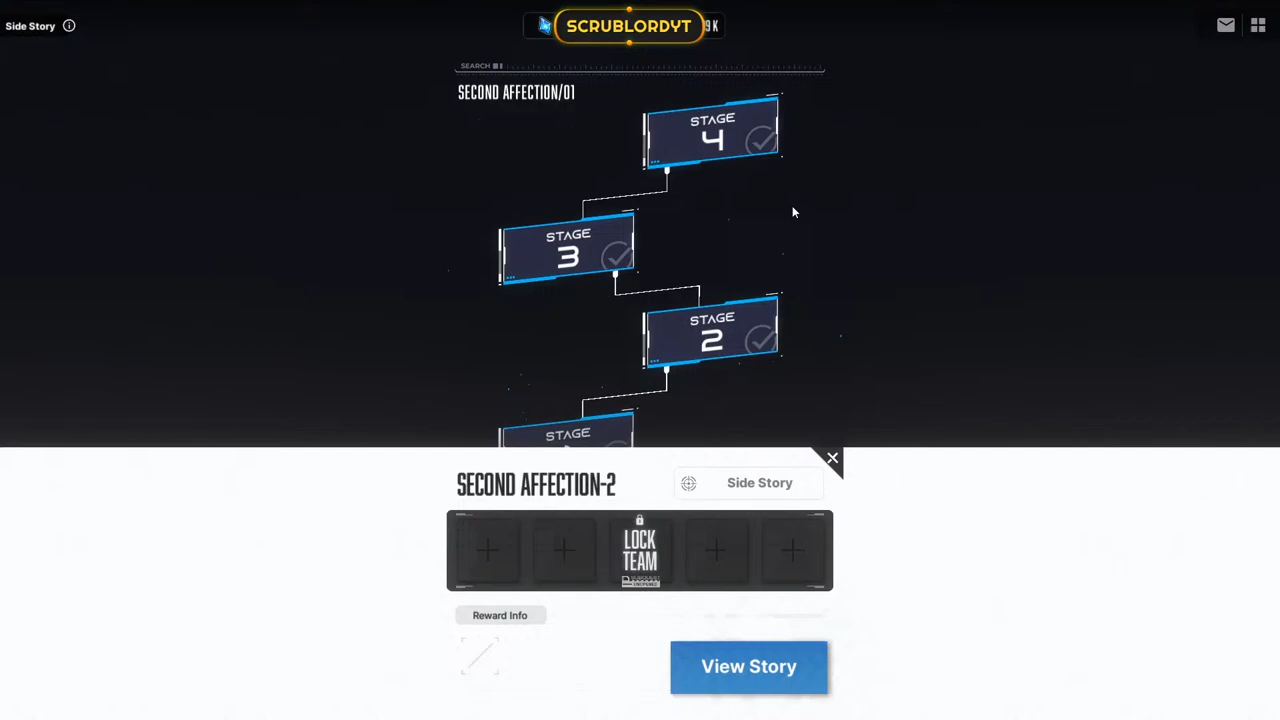 Side Story
SCRUBLORDYT
9K
SEARCH
SECOND AFFECTION/01
STAGE
4
STAGE
3
STAGE
2
STAGE
SECOND AFFECTION-2
Side Story
LOCK
TEAM
Reward Info
View Story